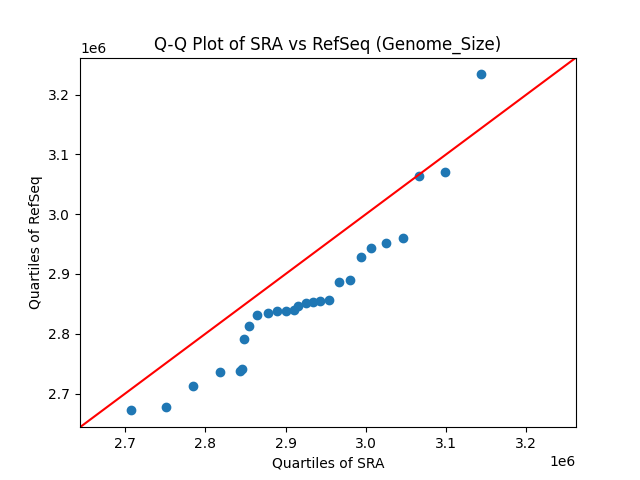 Q-Q Plot of SRA vs RefSeq (Genome_Size)
1e6
3.2
3.1
3.0
2.9
2.8
2.7
Quartiles of RefSeq
2.7 2.8 2.9 3.0 3.1 3.2
Quartiles of SRA
1e6